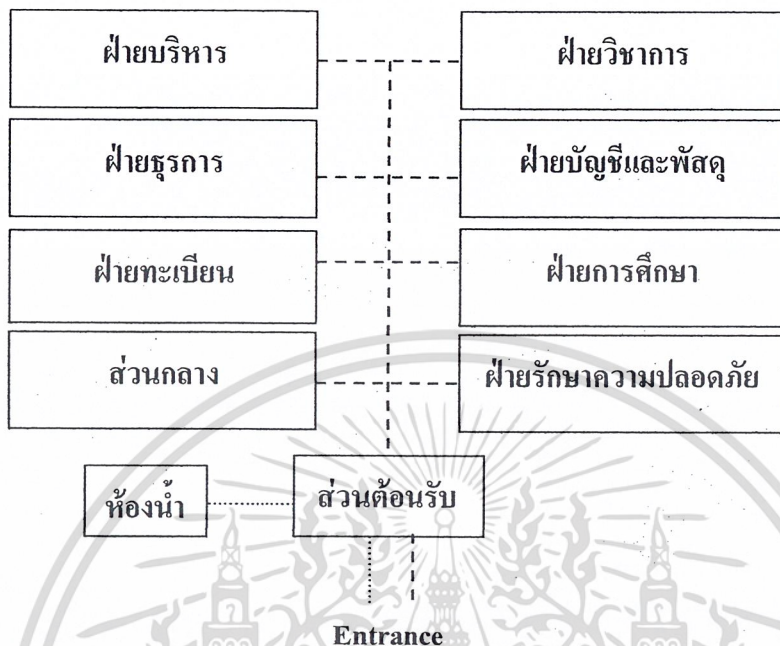 ฝ่ายบริหาร
ฝ่ายวิชาการ
ฝ่ายธุรการ
ฝ่ายบัญชีและพัสดุ
ฝ่ายทะเบียน
ฝ่ายการศึกษา
ส่วนกลาง
ฝ่ายรักษาความปลอดภัย
ห้องน้ำ
ส่วนต้อนรับ
Entrance